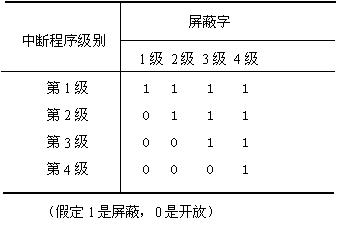 中断程序级别 屏蔽字
1级 2级 3级 4级
第1级 1 1 1 1
第2级 0 1 1 1
第3级 0 0 1 1
第4级 0 0 0 1
（假定1是屏蔽，0是开放）